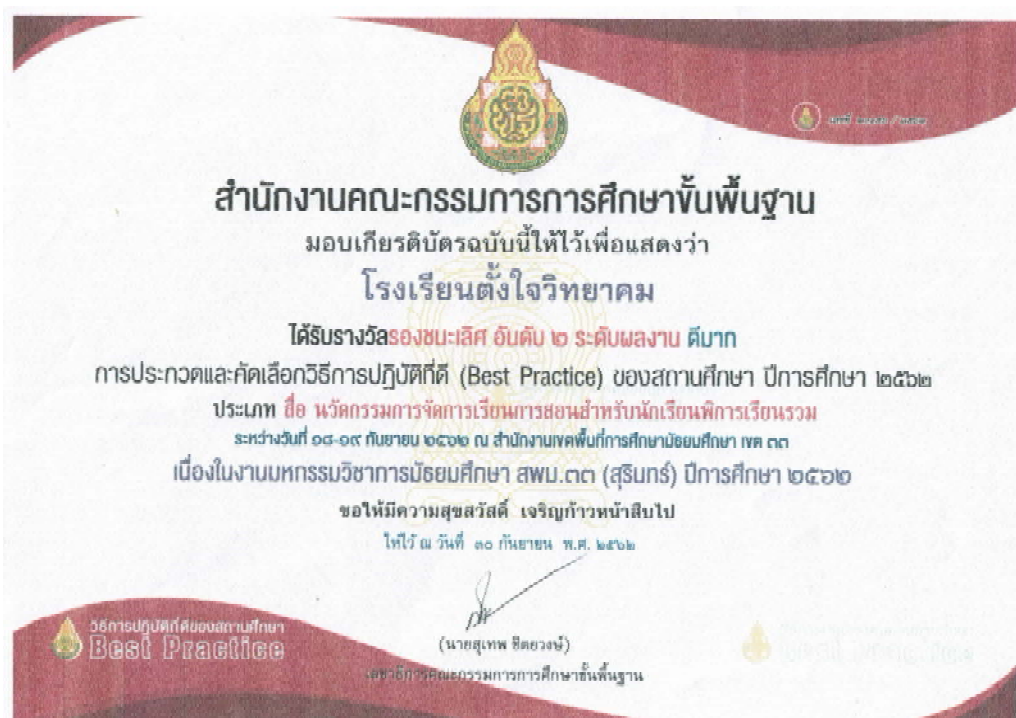 สำนักงานคณะกรรมการการศึกษาขั้นพื้นฐาน
มอบเกียรติบัตรฉบับนี้ให้ไว้เพื่อแสดงว่า
โรงเรียนตั้งใจวิทยาคม
ได้รับรางวัลรองชนะเลิศ อันดับ ๒ ระดับผลงาน ดีมาก
การประกวดและคัดเลือกวิธีการปฏิบัติที่ดี (Best Practice) ของสถานศึกษา ปีการศึกษา ๒๕๖๒
ประเภท สื่อ นวัตกรรมการจัดการเรียนการสอนสำหรับนักเรียนพิการเรียนรวม
ระหว่างวันที่ ๑๘-๑๙ กันยายน ๒๕๖๒ ณ สำนักงานเขตพื้นที่การศึกษามัธยมศึกษา เขต ๓๓
เนื่องในงานมหกรรมวิชาการมัธยมศึกษา สพม.๓๓ (สุรินทร์) ปีการศึกษา ๒๕๖๒
ขอให้มีความสุขสวัสดิ์ เจริญก้าวหน้าสืบไป
ให้ไว้ ณ วันที่ ๓๐ กันยายน พ.ศ. ๒๕๖๒
(นายสุเทพ ชิตยวงษ์)
เลขาธิการคณะกรรมการการศึกษาขั้นพื้นฐาน
วิธีการปฏิบัติที่ดีของสถานศึกษา
Best Practice